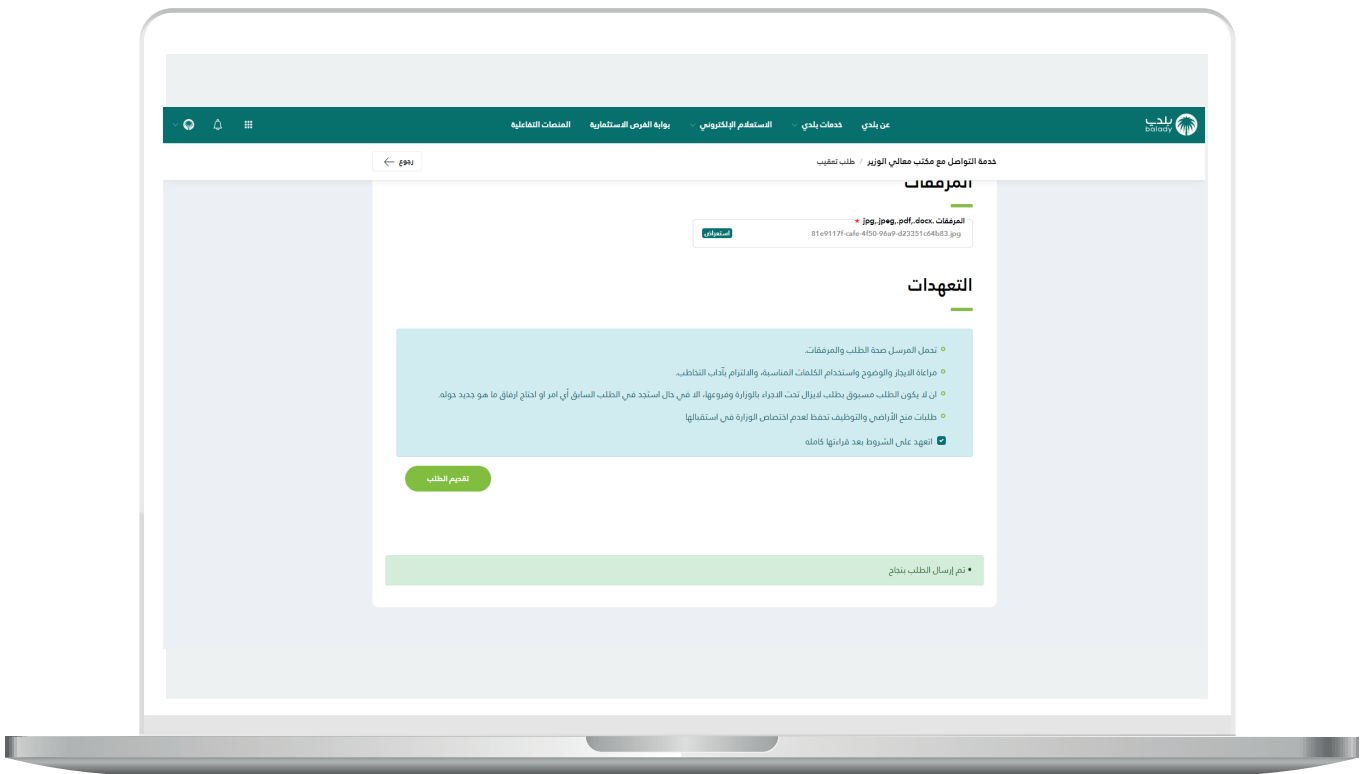 بلدي
balady
عن بلدي
خدمات بلدي
الاستعلام الإلكتروني
بوابة الفرص الاستثمارية
المنصات التفاعلية
خدمة التواصل مع مكتب معالي الوزير / طلب تعقيب
رجوع
المرفقات
المرفقات .jpg,.jpeg,.pdf,.docx *
81e9117f-cafe-4f50-96a9-d23351c64b83.jpg
استعراض
التعهدات
تحمل المرسل صحة الطلب والمرفقات.
مراعاة الايجاز والوضوح واستخدام الكلمات المناسبة، والالتزام بآداب التخاطب.
ان لا يكون الطلب مسبوق بطلب لايزال تحت الاجراء بالوزارة وفروعها، الا في حال استجد في الطلب السابق أي امر او احتاج ارفاق ما هو جديد حوله.
طلبات منح الأراضي والتوظيف تحفظ لعدم اختصاص الوزارة في استقبالها
اتعهد على الشروط بعد قراءتها كامله
تقديم الطلب
• تم إرسال الطلب بنجاح